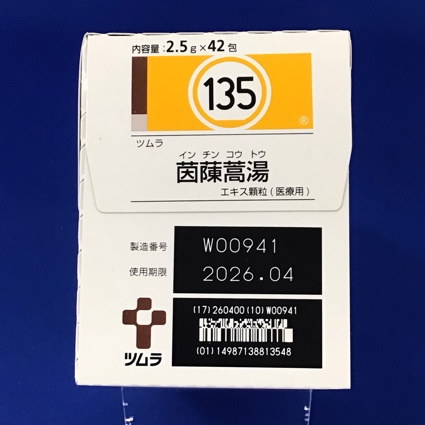 内容量：2.5g×42包
135
®
ツムラ
インチンコウトウ
茵蔯蒿湯
エキス顆粒(医療用)
製造番号 W00941
使用期限 2026.04
(17)260400(10)W00941
(01)14987138813548
ツムラ